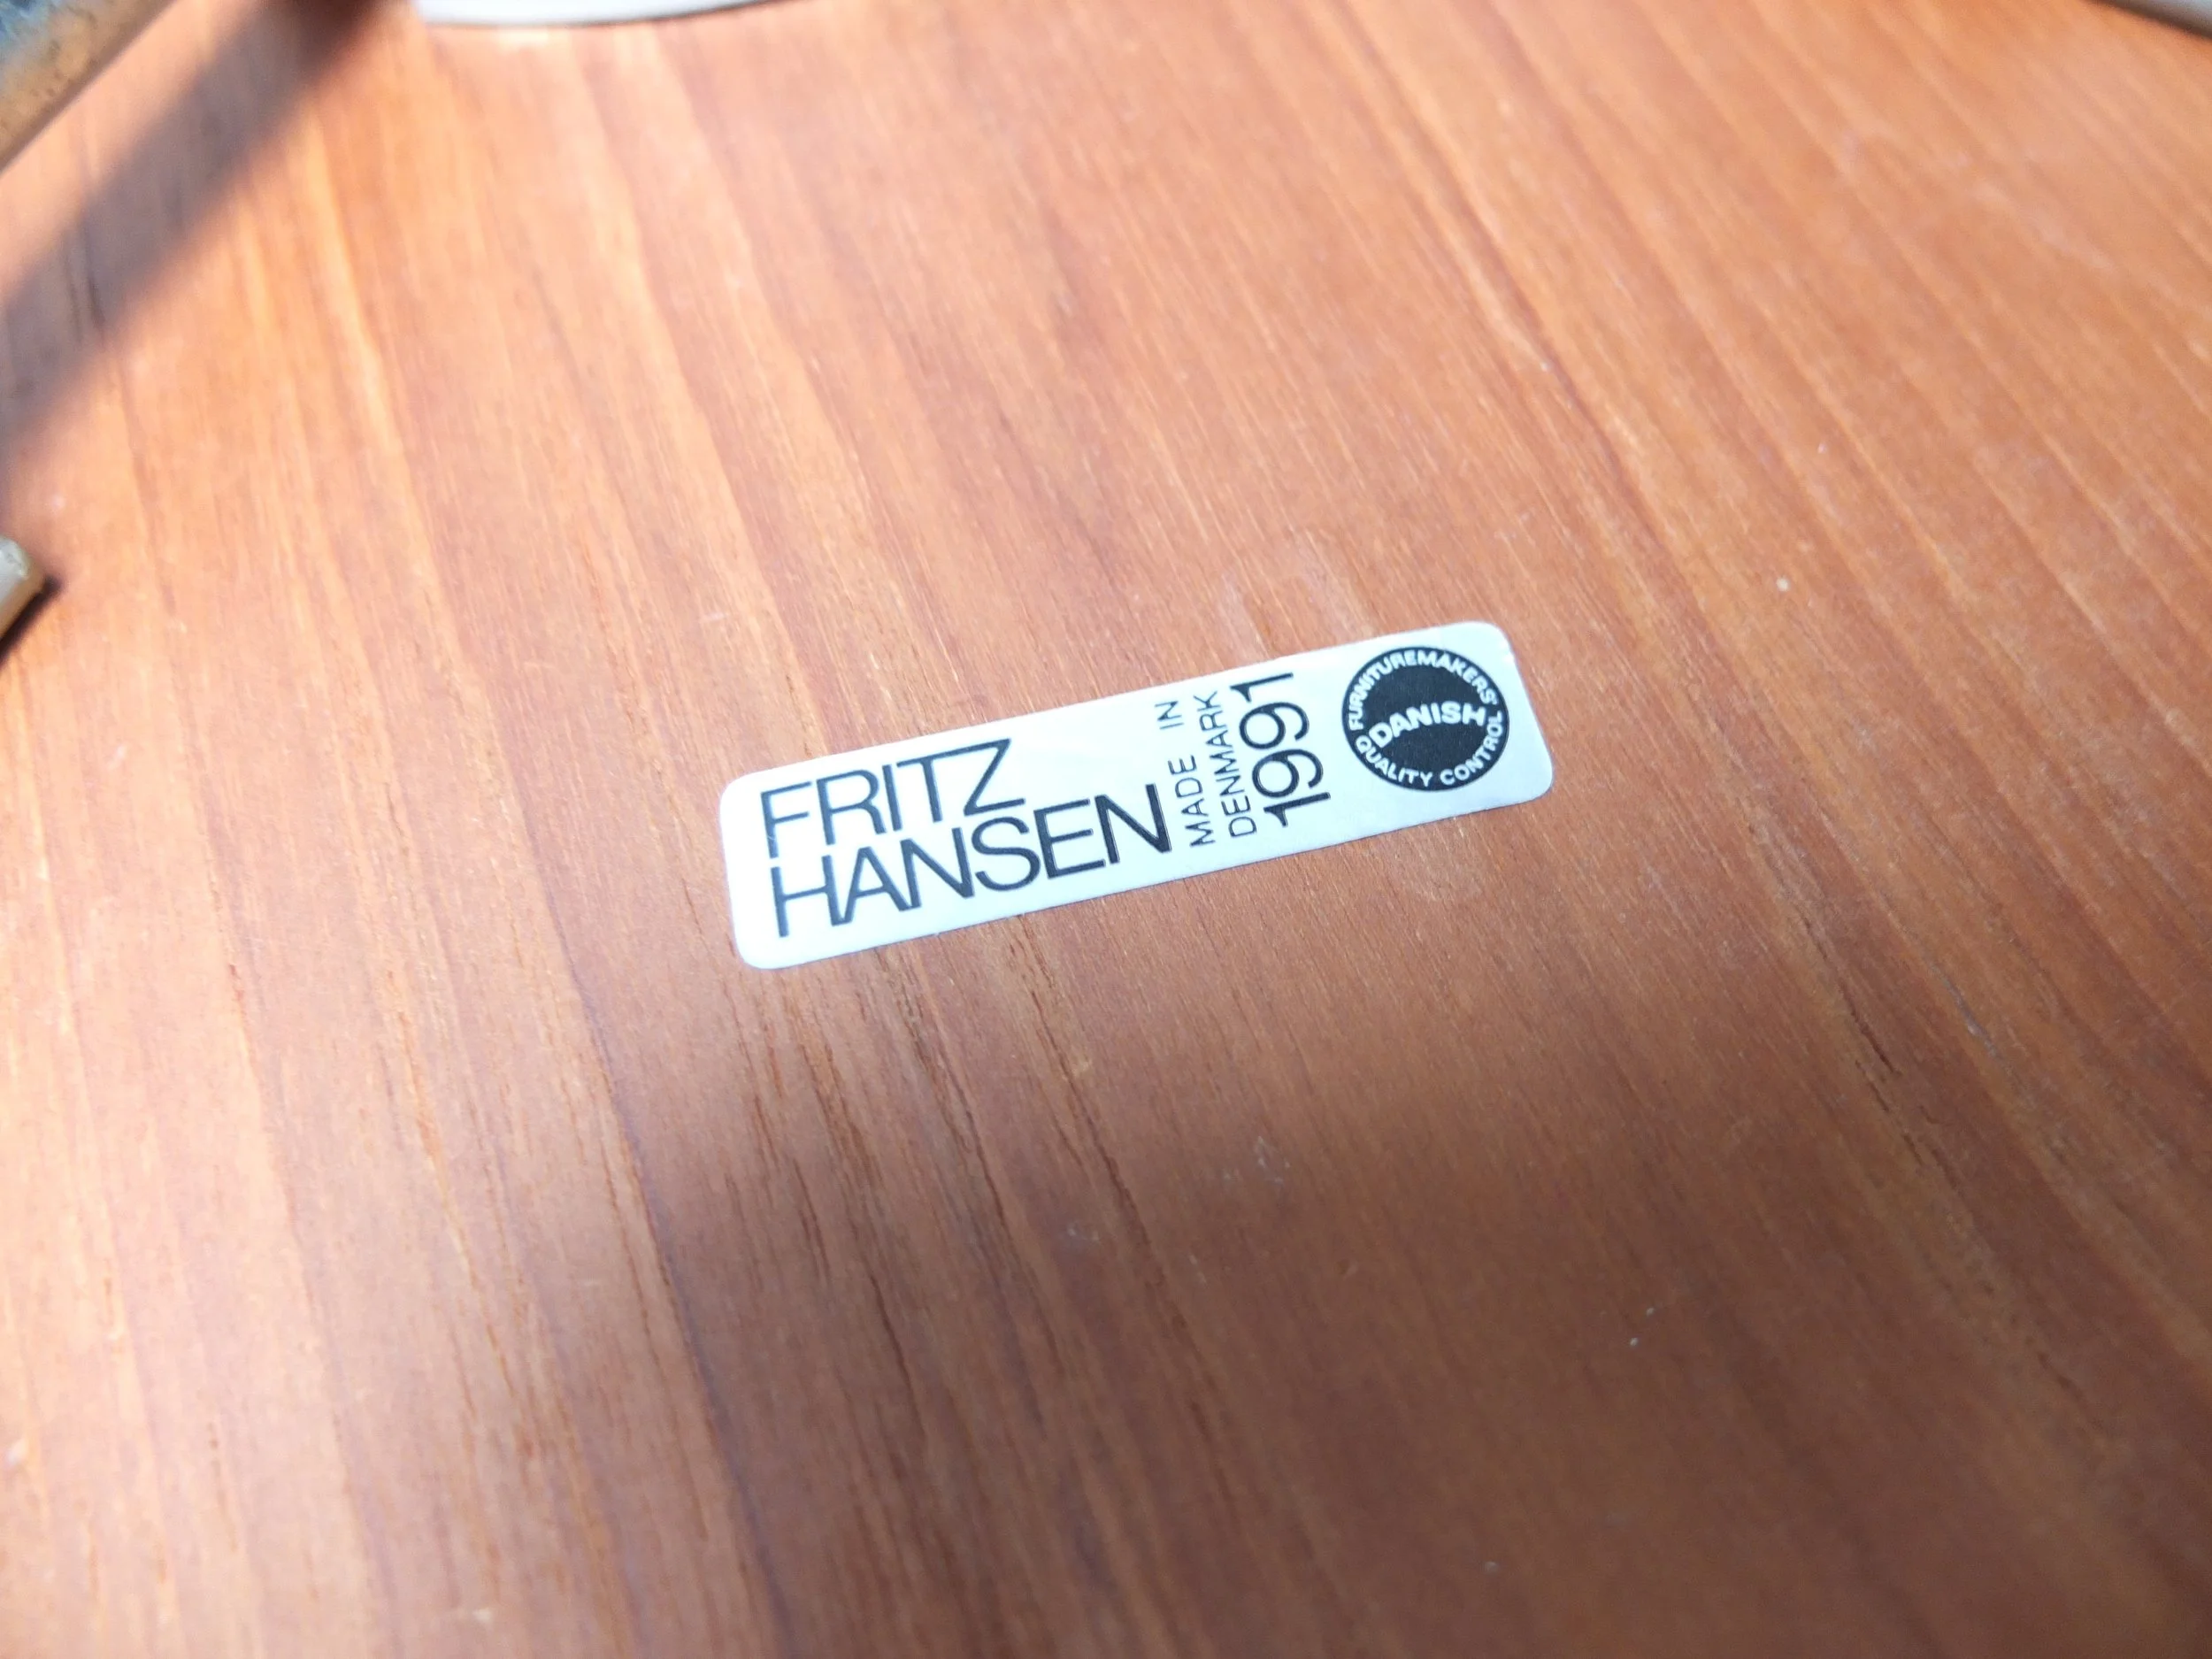 FRITZ
HANSEN
MADE IN
DENMARK
1991
FURNITUREMAKERS'
DANISH
QUALITY CONTROL